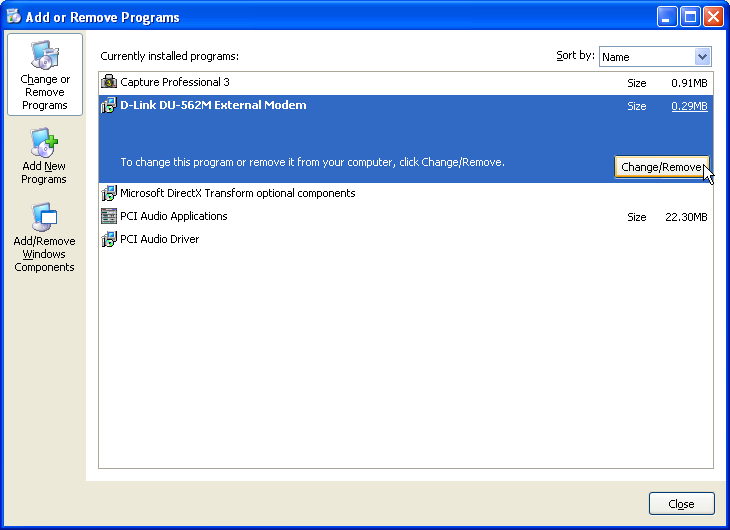 Add or Remove Programs
Change or
Remove
Programs
Add New
Programs
Add/Remove
Windows
Components
Currently installed programs:
Sort by: Name
Capture Professional 3 Size 0.91MB
D-Link DU-562M External Modem Size 0.29MB
To change this program or remove it from your computer, click Change/Remove. Change/Remove
Microsoft DirectX Transform optional components
PCI Audio Applications Size 22.30MB
PCI Audio Driver
Close